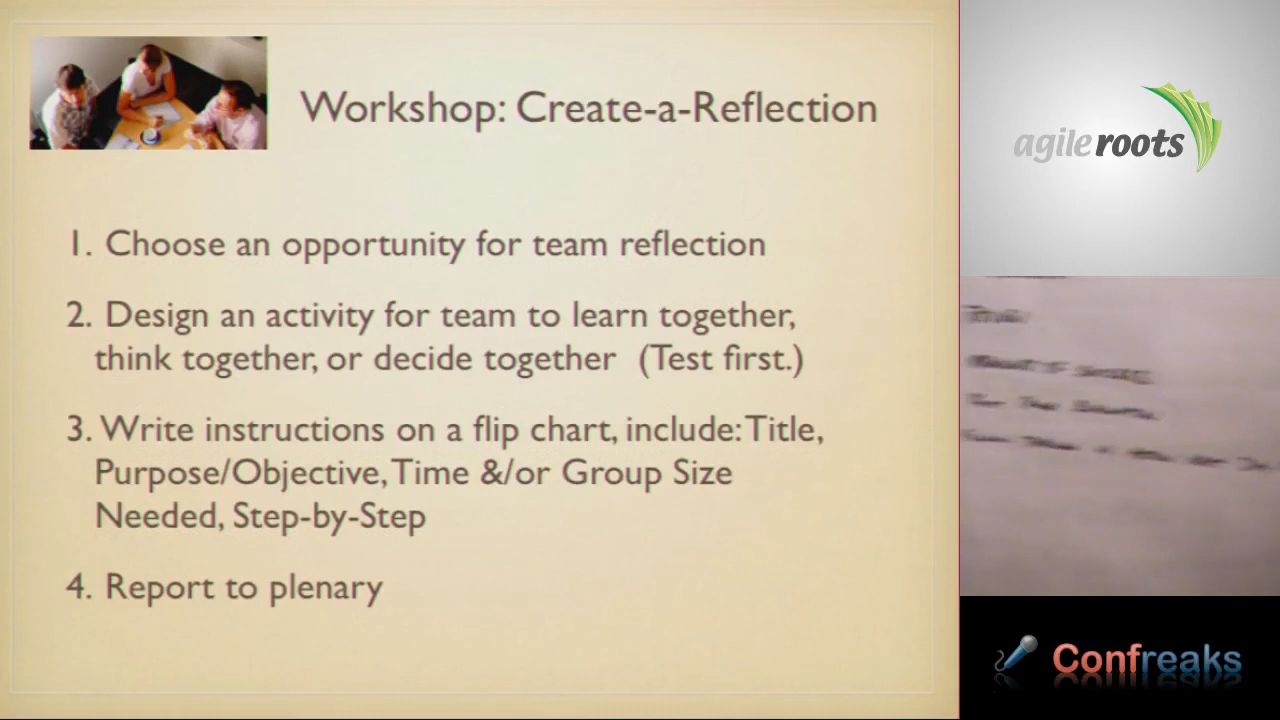 Workshop: Create-a-Reflection
1. Choose an opportunity for team reflection
2. Design an activity for team to learn together,
think together, or decide together (Test first.)
3. Write instructions on a flip chart, include: Title,
Purpose/Objective, Time &/or Group Size
Needed, Step-by-Step
4. Report to plenary
agile roots
Confreaks